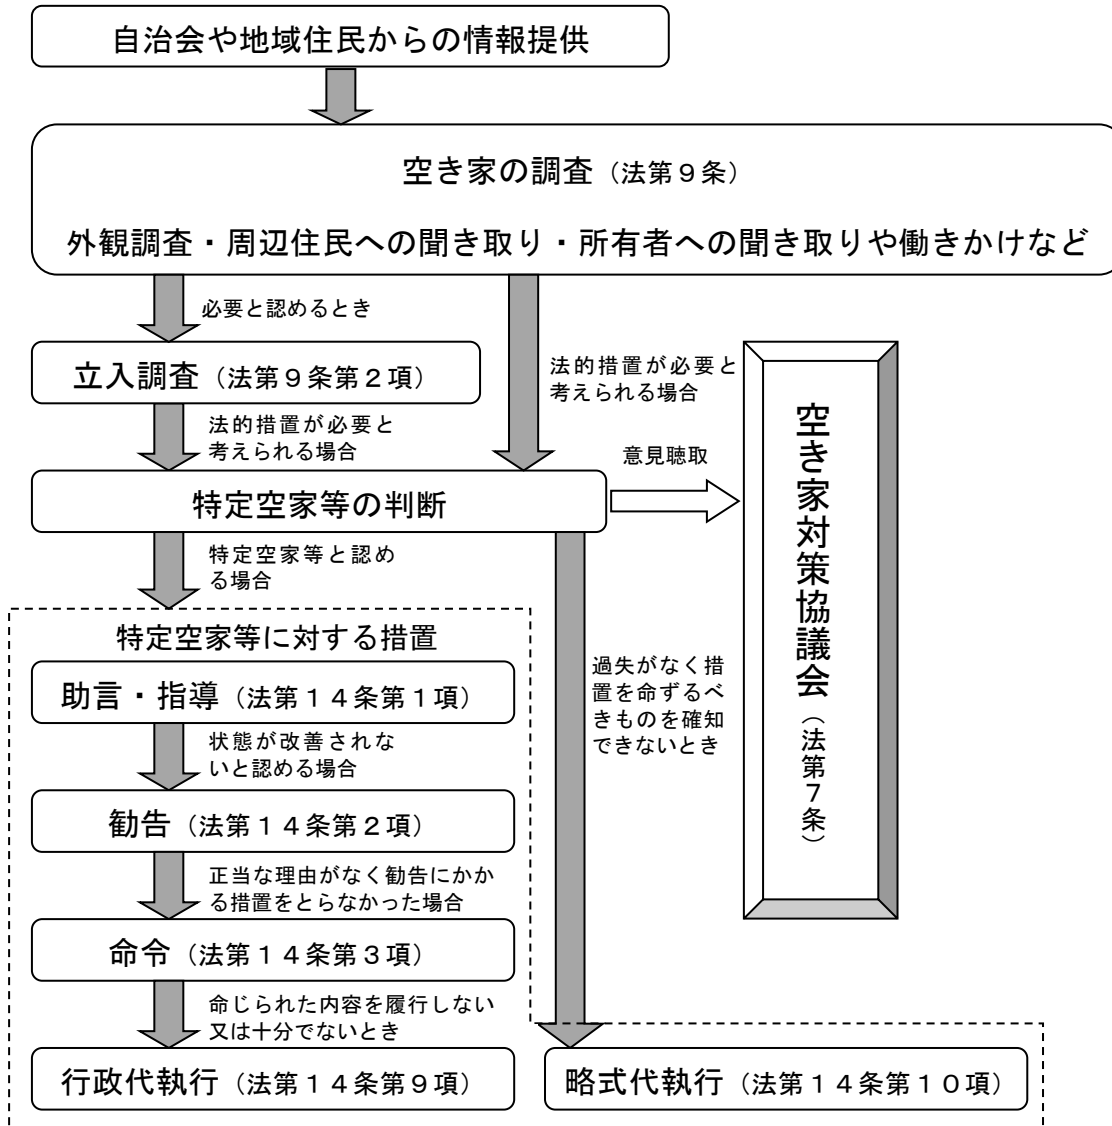 自治会や地域住民からの情報提供
空き家の調査（法第９条）
外観調査・周辺住民への聞き取り・所有者への聞き取りや働きかけなど
必要と認めるとき
立入調査（法第９条第２項）
法的措置が必要と
考えられる場合
法的措置が必要と
考えられる場合
特定空家等の判断
意見聴取
空き家対策協議会（法第７条）
特定空家等と認め
る場合
特定空家等に対する措置
助言・指導（法第１４条第１項）
状態が改善されな
いと認める場合
過失がなく措
置を命ずるべ
きものを確知
できないとき
勧告（法第１４条第２項）
正当な理由がなく勧告にかか
る措置をとらなかった場合
命令（法第１４条第３項）
命じられた内容を履行しない
又は十分でないとき
行政代執行（法第１４条第９項）
略式代執行（法第１４条第１０項）